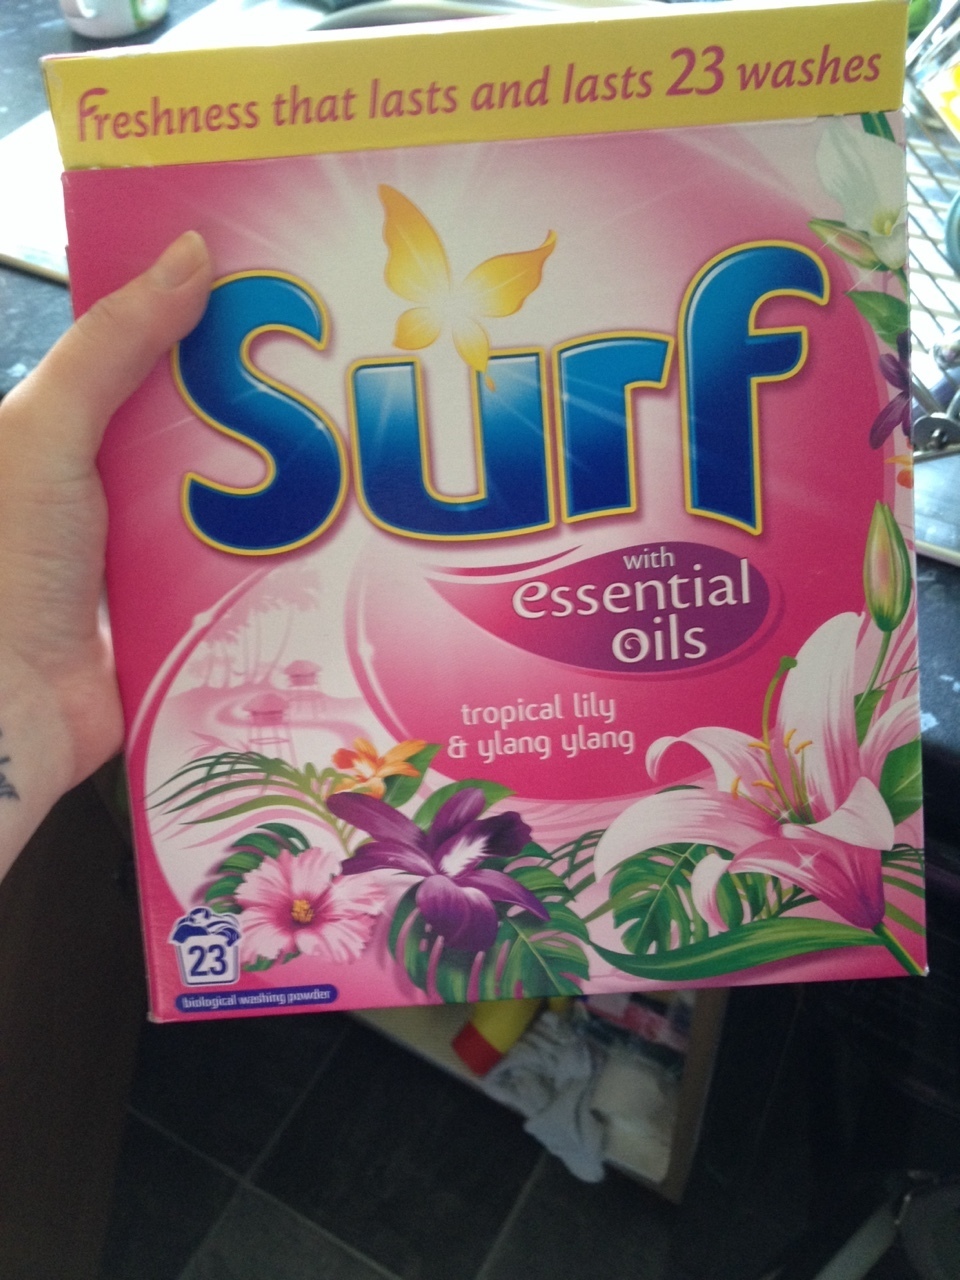 Freshness that lasts and lasts 23 washes
Surf
with
essential
oils
tropical lily
& ylang ylang
23
biological washing powder